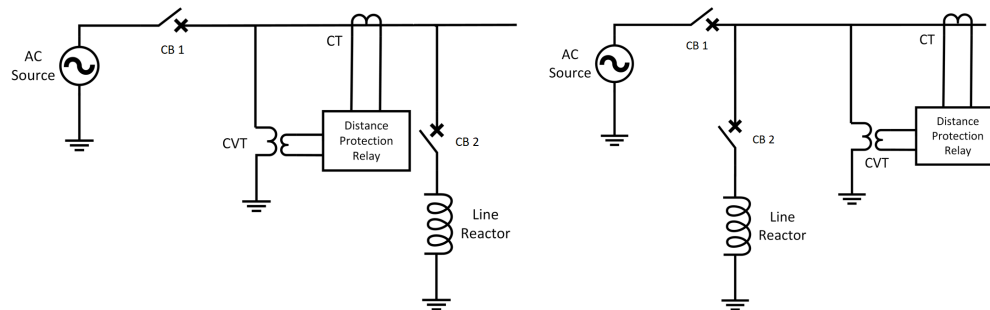 CB 1
CT
AC
Source
Distance
Protection
Relay
CVT
CB 2
Line
Reactor
CB 1
CT
AC
Source
Distance
Protection
Relay
CB 2
CVT
Line
Reactor